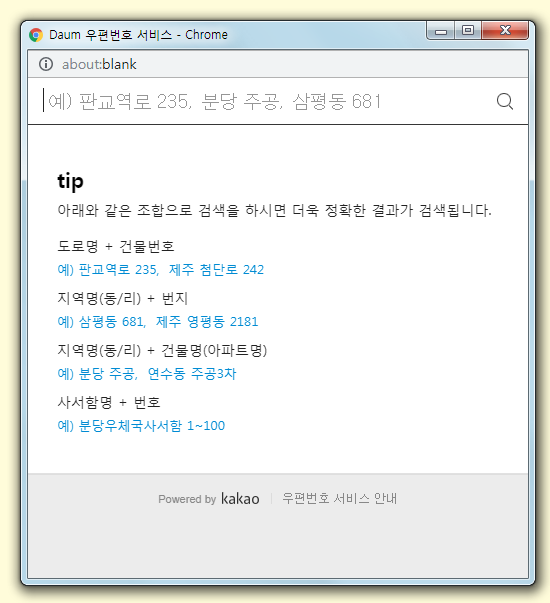 Daum 우편번호 서비스 - Chrome
about:blank
예) 판교역로 235, 분당 주공, 삼평동 681
tip
아래와 같은 조합으로 검색을 하시면 더욱 정확한 결과가 검색됩니다.
도로명 + 건물번호
예) 판교역로 235, 제주 첨단로 242
지역명(동/리) + 번지
예) 삼평동 681, 제주 영평동 2181
지역명(동/리) + 건물명(아파트명)
예) 분당 주공, 연수동 주공3차
사서함명 + 번호
예) 분당우체국사서함 1~100
Powered by kakao 우편번호 서비스 안내